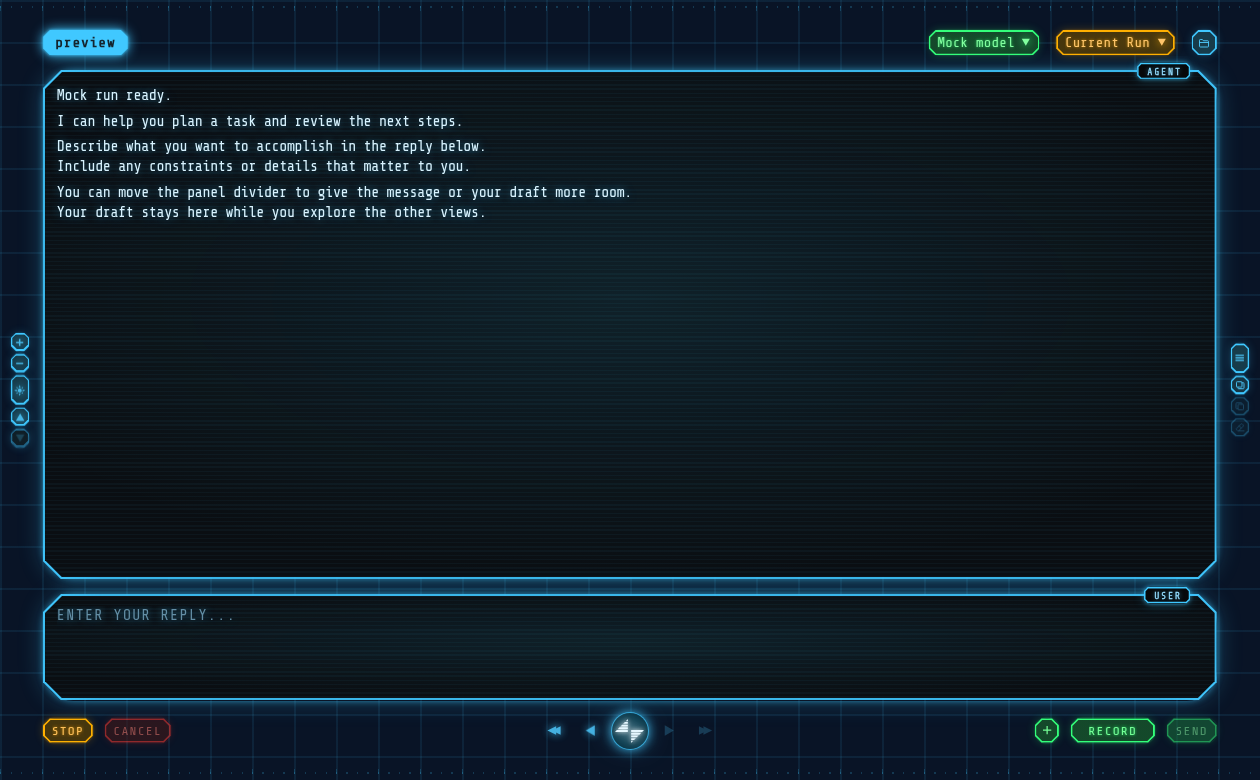 preview
Mock model
Current Run
AGENT
Mock run ready.
I can help you plan a task and review the next steps.
Describe what you want to accomplish in the reply below.
Include any constraints or details that matter to you.
You can move the panel divider to give the message or your draft more room.
Your draft stays here while you explore the other views.
USER
ENTER YOUR REPLY...
STOP
CANCEL
RECORD
SEND